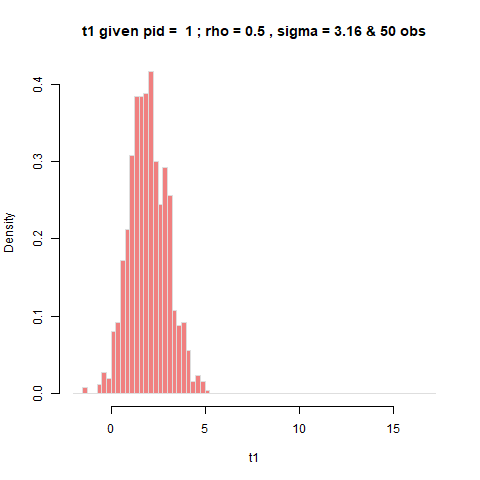 t1 given pid =  1 ; rho = 0.5 , sigma = 3.16 & 50 obs
Density
0.4
0.3
0.2
0.1
0.0
0 5 10 15
t1